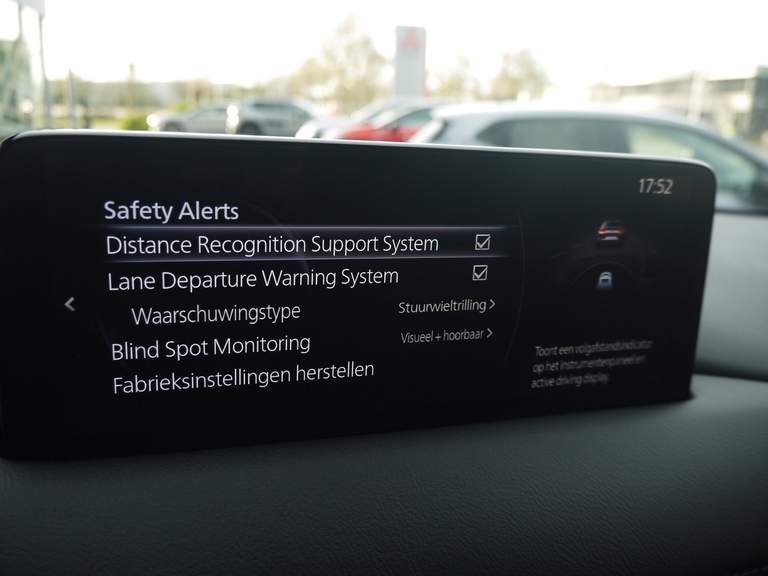 17:52
Safety Alerts
Distance Recognition Support System
Lane Departure Warning System
Waarschuwingstype Stuurwieltrilling
Blind Spot Monitoring Visueel + hoorbaar
Fabrieksinstellingen herstellen
Toont een volgafstandsindicator
op het instrumentenpaneel en
active driving display.